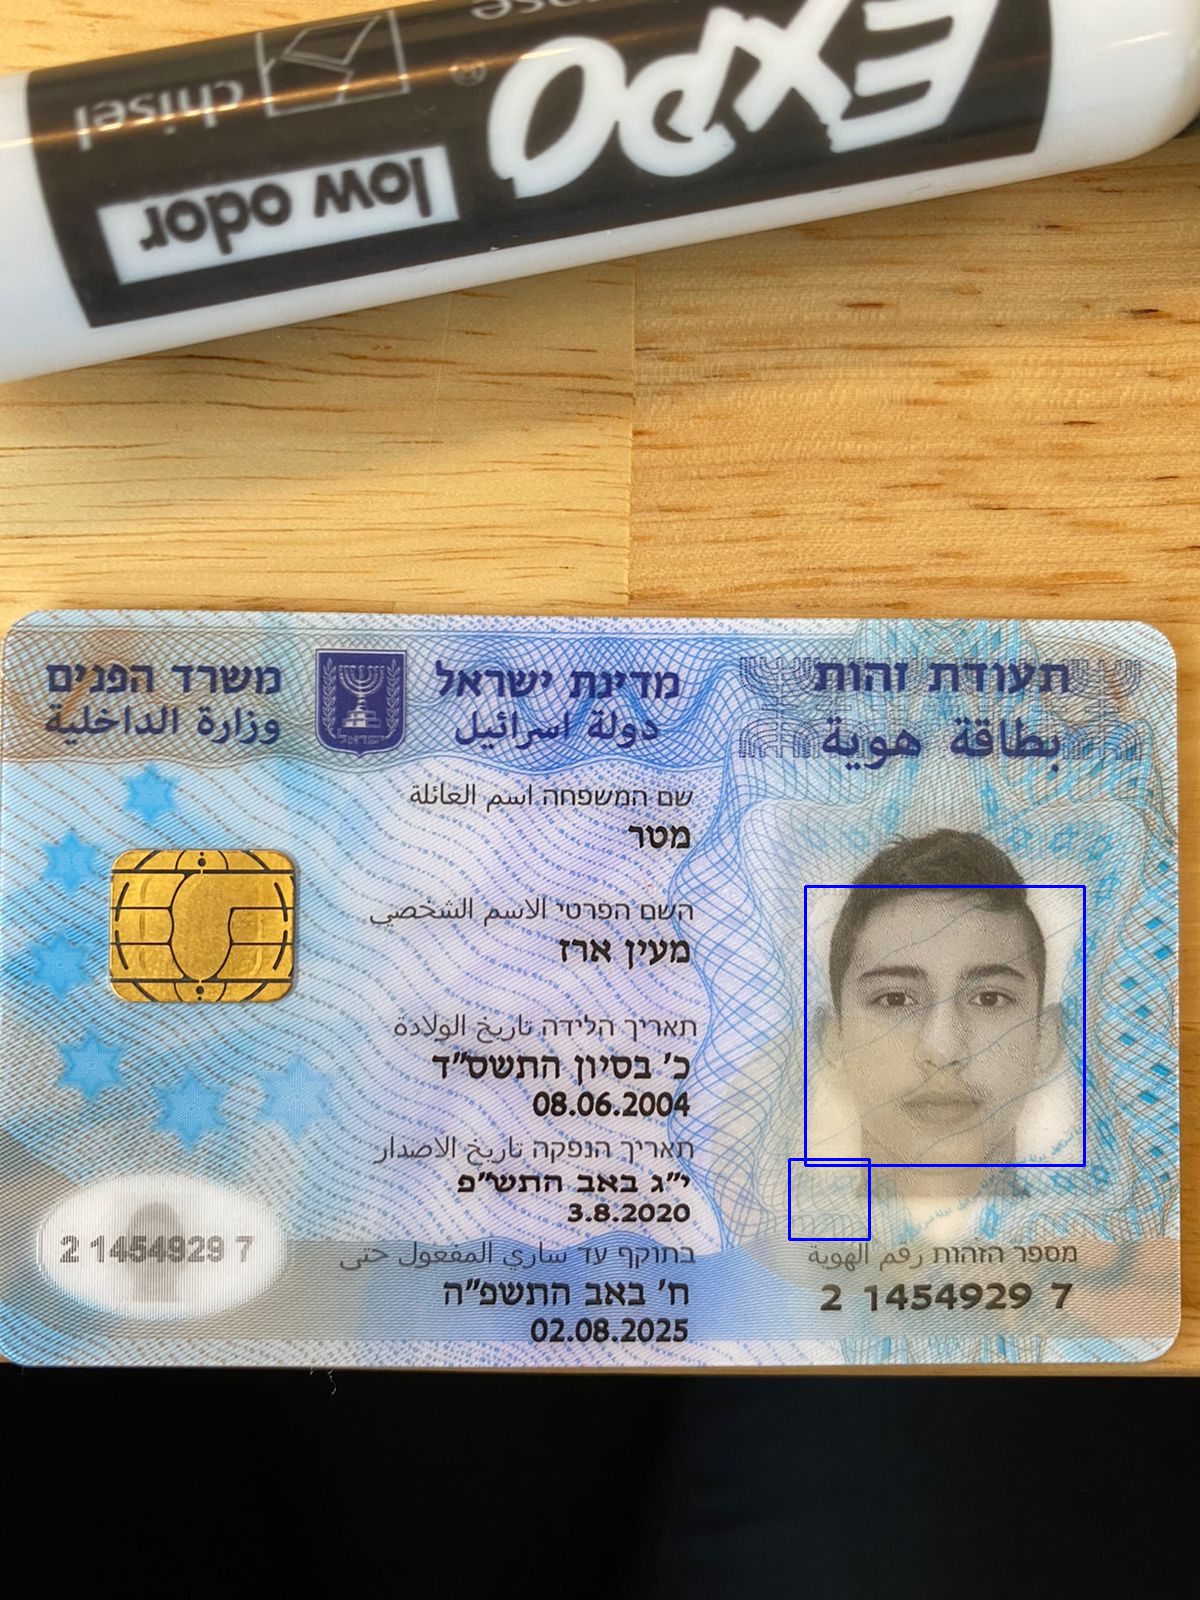 chisel
low odor
EXPO
®
משרד הפנים
وزارة الداخلية
מדינת ישראל
دولة اسرائيل
ישראל
תעודת זהות
بطاقة هوية
שם המשפחה اسم العائلة
מטר
השם הפרטי الاسم الشخصي
מעין ארז
תאריך הלידה تاريخ الولادة
כ' בסיון התשס"ד
08.06.2004
תאריך הנפקה تاريخ الاصدار
י"ג באב התש"פ
3.8.2020
בתוקף עד ساري المفعول حتى
ח' באב התשפ"ה
02.08.2025
2 1454929 7
מספר הזהות رقم الهوية
2 1454929 7